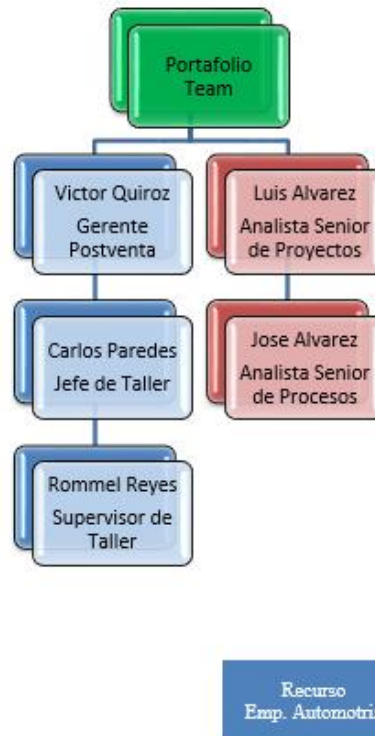 Portafolio
Team
Victor Quiroz
Gerente
Postventa
Luis Alvarez
Analista Senior
de Proyectos
Carlos Paredes
Jefe de Taller
Jose Alvarez
Analista Senior
de Procesos
Rommel Reyes
Supervisor de
Taller
Recurso
Emp.